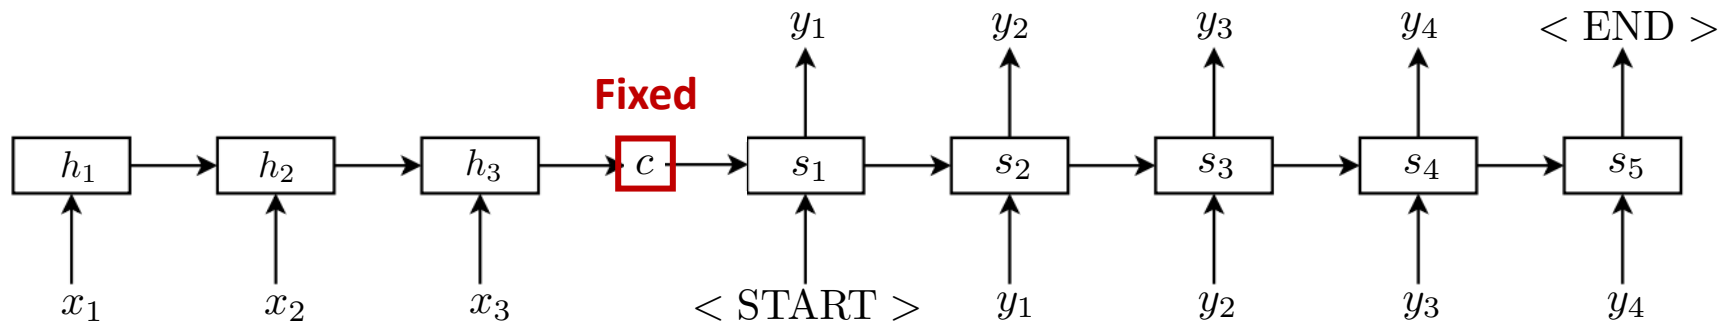 y₁ y₂ y₃ y₄ < END >
Fixed
h₁ h₂ h₃ c s₁ s₂ s₃ s₄ s₅
x₁ x₂ x₃ < START > y₁ y₂ y₃ y₄